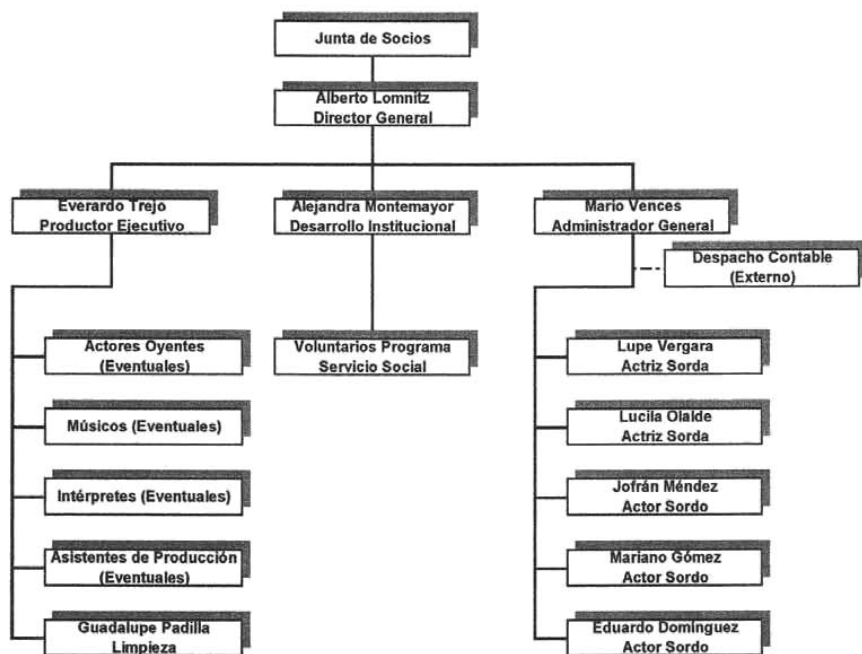 Junta de Socios
Alberto Lomnitz
Director General
Everardo Trejo
Productor Ejecutivo
Alejandra Montemayor
Desarrollo Institucional
Mario Vences
Administrador General
Despacho Contable
(Externo)
Actores Oyentes
(Eventuales)
Músicos (Eventuales)
Intérpretes (Eventuales)
Asistentes de Producción
(Eventuales)
Guadalupe Padilla
Limpieza
Voluntarios Programa
Servicio Social
Lupe Vergara
Actriz Sorda
Lucila Olalde
Actriz Sorda
Jofrán Méndez
Actor Sordo
Mariano Gómez
Actor Sordo
Eduardo Domínguez
Actor Sordo